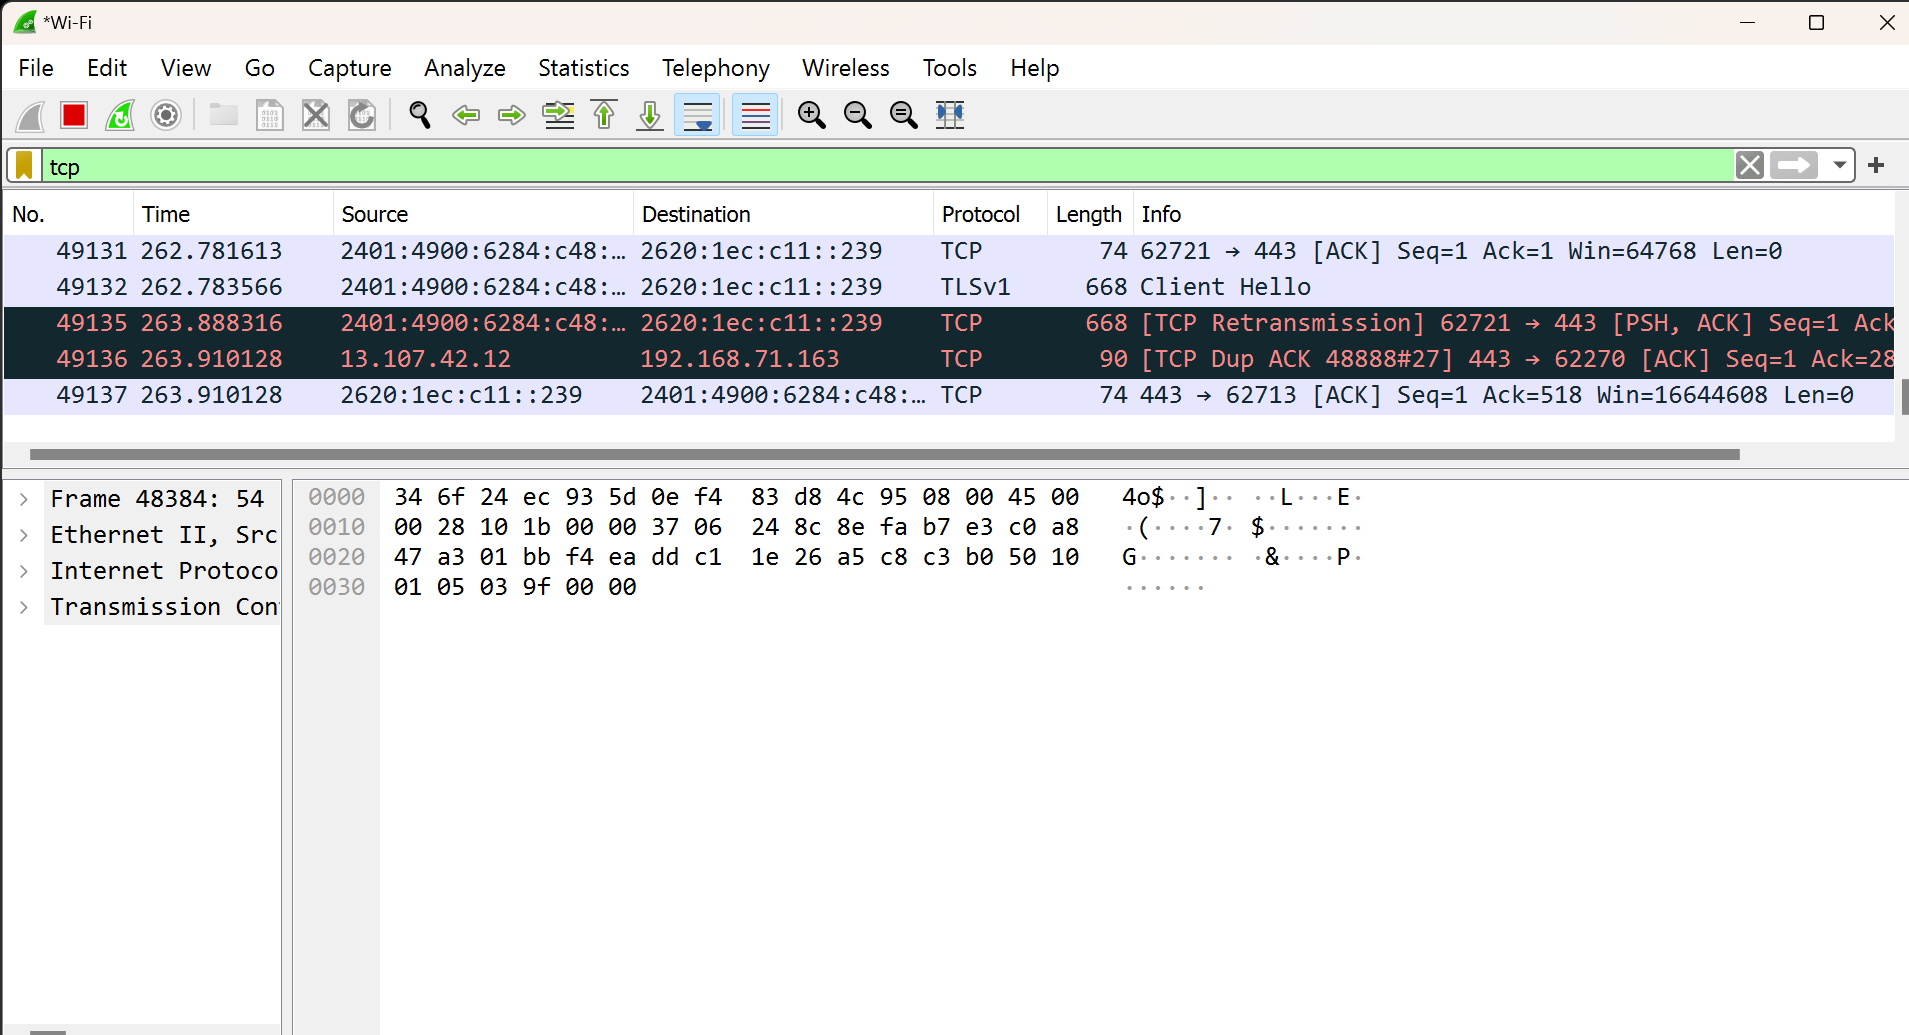 *Wi-Fi
File Edit View Go Capture Analyze Statistics Telephony Wireless Tools Help
tcp
No. Time Source Destination Protocol Length Info
49131 262.781613 2401:4900:6284:c48:… 2620:1ec:c11::239 TCP 74 62721 → 443 [ACK] Seq=1 Ack=1 Win=64768 Len=0
49132 262.783566 2401:4900:6284:c48:… 2620:1ec:c11::239 TLSv1 668 Client Hello
49135 263.888316 2401:4900:6284:c48:… 2620:1ec:c11::239 TCP 668 [TCP Retransmission] 62721 → 443 [PSH, ACK] Seq=1 Ack
49136 263.910128 13.107.42.12 192.168.71.163 TCP 90 [TCP Dup ACK 48888#27] 443 → 62270 [ACK] Seq=1 Ack=28
49137 263.910128 2620:1ec:c11::239 2401:4900:6284:c48:… TCP 74 443 → 62713 [ACK] Seq=1 Ack=518 Win=16644608 Len=0
Frame 48384: 54
Ethernet II, Src
Internet Protoco
Transmission Con
0000 34 6f 24 ec 93 5d 0e f4 83 d8 4c 95 08 00 45 00 4o$··]·· ··L···E·
0010 00 28 10 1b 00 00 37 06 24 8c 8e fa b7 e3 c0 a8 ·(····7· $·······
0020 47 a3 01 bb f4 ea dd c1 1e 26 a5 c8 c3 b0 50 10 G······· ·&····P·
0030 01 05 03 9f 00 00 ······